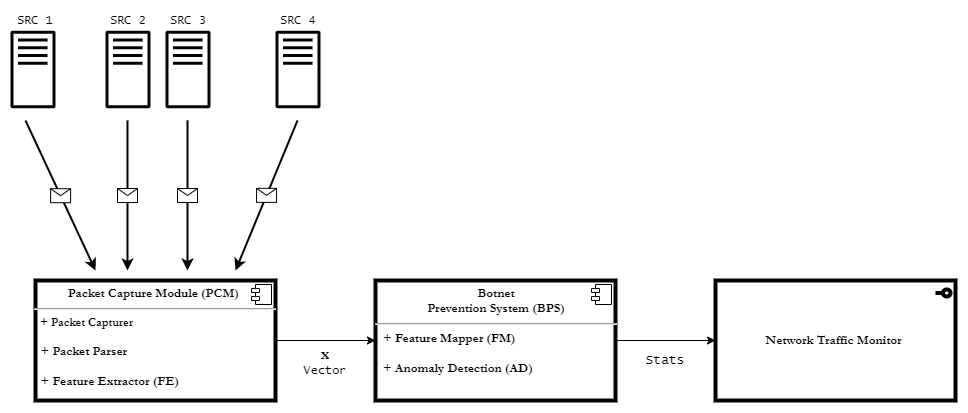 SRC 1
SRC 2
SRC 3
SRC 4
Packet Capture Module (PCM)
+ Packet Capturer
+ Packet Parser
+ Feature Extractor (FE)
x
Vector
Botnet
Prevention System (BPS)
+ Feature Mapper (FM)
+ Anomaly Detection (AD)
Stats
Network Traffic Monitor